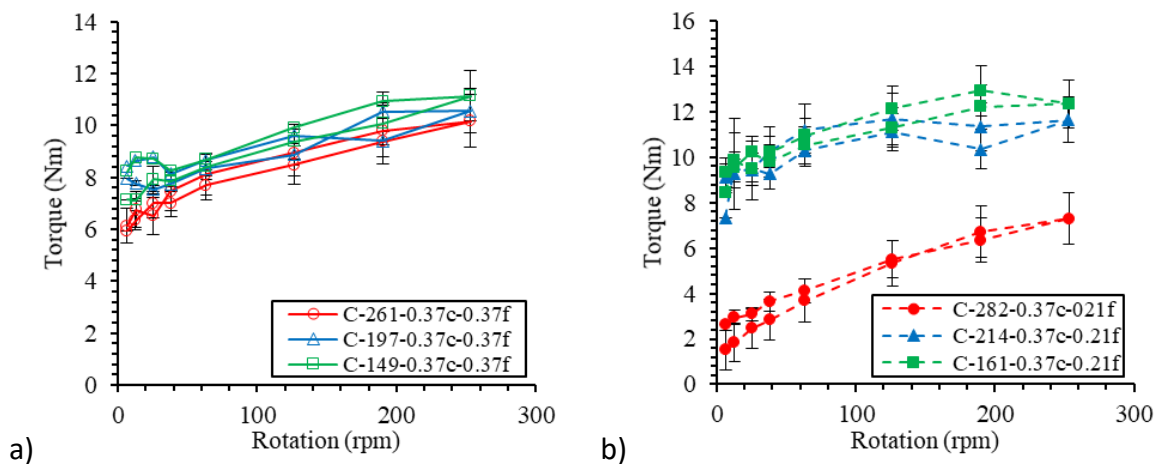 14
12
10
8
6
4
2
0
Torque (Nm)
C-261-0.37c-0.37f
C-197-0.37c-0.37f
C-149-0.37c-0.37f
0 100 200 300
Rotation (rpm)
a)
16
14
12
10
8
6
4
2
0
Torque (Nm)
C-282-0.37c-021f
C-214-0.37c-0.21f
C-161-0.37c-0.21f
0 100 200 300
Rotation (rpm)
b)